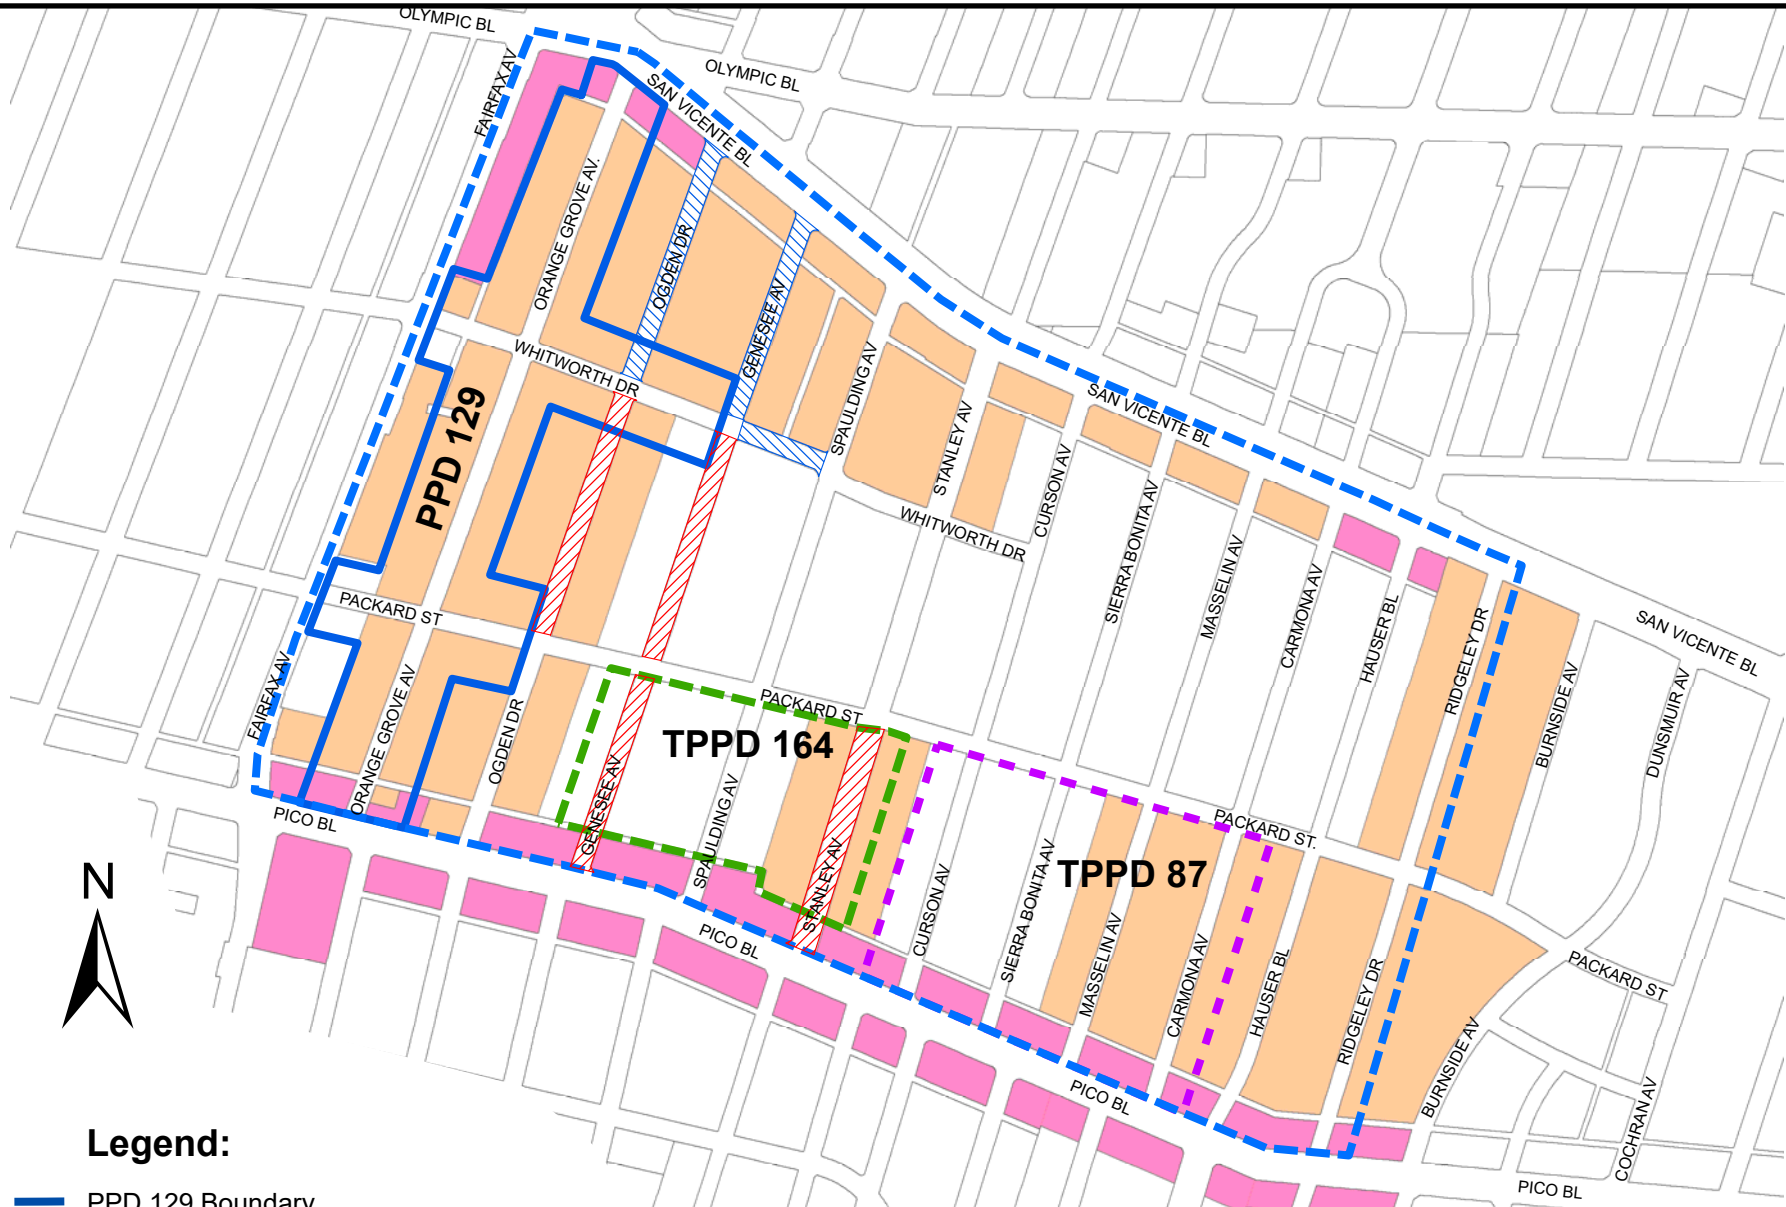 OLYMPIC BL
FAIRFAX AV
OLYMPIC BL
SAN VICENTE BL
ORANGE GROVE AV.
OGDEN DR
GENESEE AV
WHITWORTH DR
SPAULDING AV
STANLEY AV
SAN VICENTE BL
PPD 129
CURSON AV
WHITWORTH DR
SIERRA BONITA AV
MASSELIN AV
CARMONA AV
HAUSER BL
RIDGELEY DR
SAN VICENTE BL
BURNSIDE AV
DUNSMUIR AV
PACKARD ST
FAIRFAX AV
ORANGE GROVE AV
OGDEN DR
PACKARD ST
TPPD 164
GENESEE AV
SPAULDING AV
STANLEY AV
PACKARD ST.
TPPD 87
PICO BL
CURSON AV
SIERRA BONITA AV
MASSELIN AV
CARMONA AV
HAUSER BL
RIDGELEY DR
PICO BL
PACKARD ST
BURNSIDE AV
COCHRAN AV
PICO BL
PICO BL
N
Legend:
PPD 129 Boundary